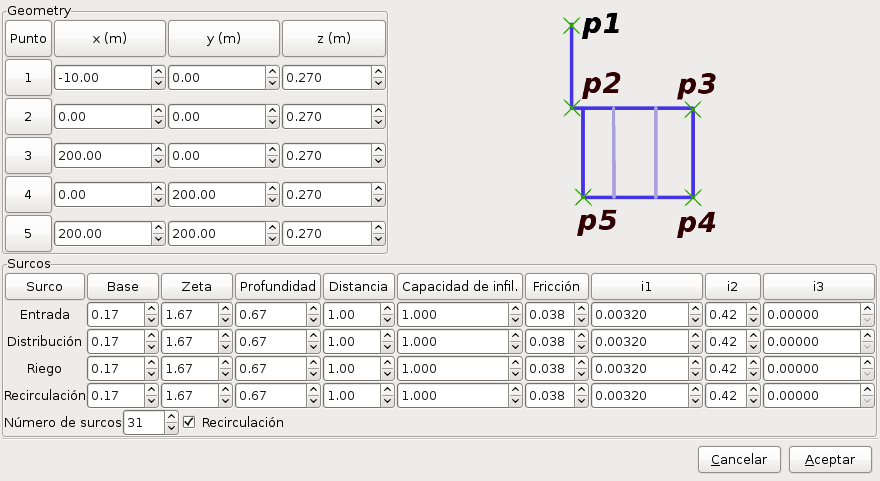 Geometry
Punto x (m) y (m) z (m)
1 -10.00 0.00 0.270
2 0.00 0.00 0.270
3 200.00 0.00 0.270
4 0.00 200.00 0.270
5 200.00 200.00 0.270
p1
p2 p3
p5 p4
Surcos
Surco Base Zeta Profundidad Distancia Capacidad de infil. Fricción i1 i2 i3
Entrada 0.17 1.67 0.67 1.00 1.000 0.038 0.00320 0.42 0.00000
Distribución 0.17 1.67 0.67 1.00 1.000 0.038 0.00320 0.42 0.00000
Riego 0.17 1.67 0.67 1.00 1.000 0.038 0.00320 0.42 0.00000
Recirculación 0.17 1.67 0.67 1.00 1.000 0.038 0.00320 0.42 0.00000
Número de surcos 31 Recirculación
Cancelar Aceptar